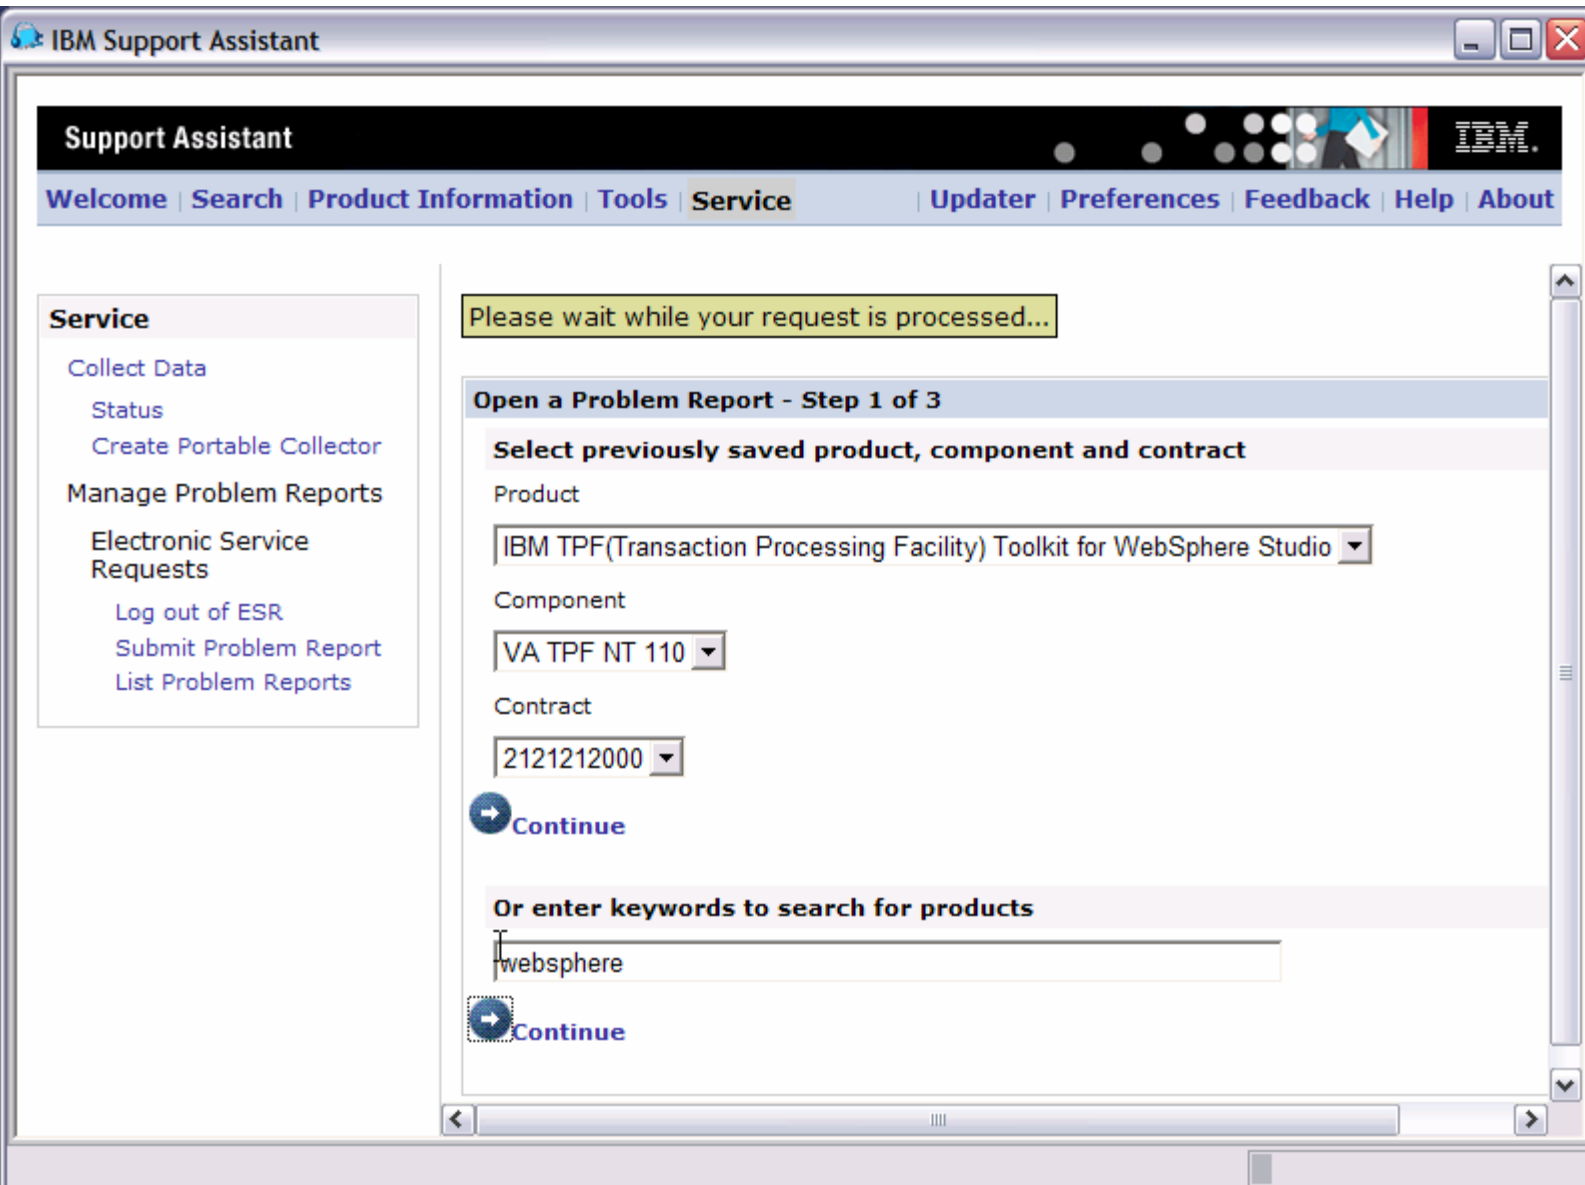 IBM Support Assistant
Support Assistant
IBM.
Welcome | Search | Product Information | Tools | Service | Updater | Preferences | Feedback | Help | About
Service
Collect Data
Status
Create Portable Collector
Manage Problem Reports
Electronic Service
Requests
Log out of ESR
Submit Problem Report
List Problem Reports
Please wait while your request is processed...
Open a Problem Report - Step 1 of 3
Select previously saved product, component and contract
Product
IBM TPF(Transaction Processing Facility) Toolkit for WebSphere Studio
Component
VA TPF NT 110
Contract
2121212000
Continue
Or enter keywords to search for products
websphere
Continue